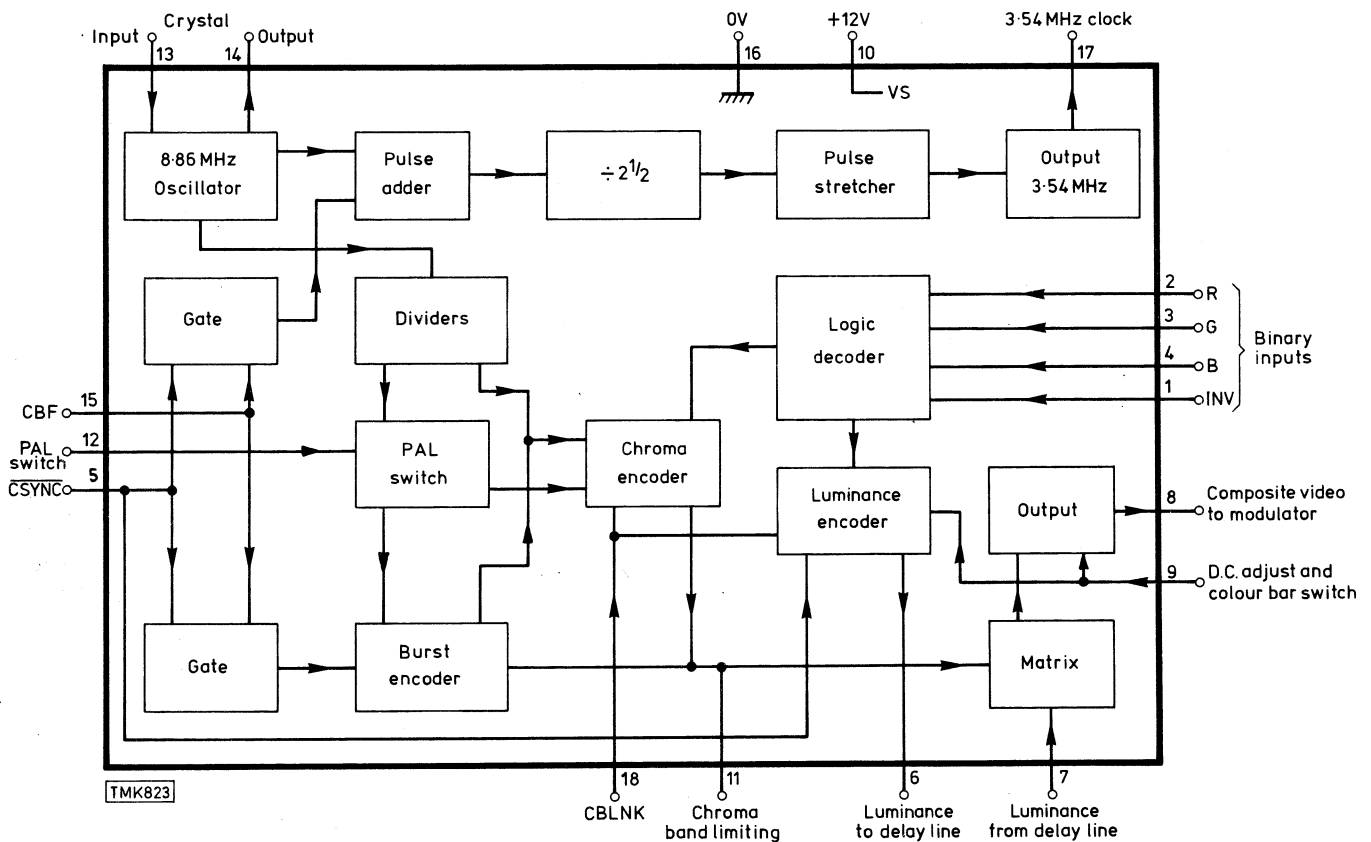 Crystal
Input
Output
13
14
0V
16
+12V
10
VS
3·54 MHz clock
17
8·86 MHz
Oscillator
Pulse
adder
÷2 1/2
Pulse
stretcher
Output
3·54 MHz
Gate
Dividers
Logic
decoder
2
R
3
G
4
B
1
INV
Binary
inputs
CBF
15
PAL
switch
12
CSYNC
5
PAL
switch
Chroma
encoder
Luminance
encoder
Output
8
Composite video
to modulator
9
D.C. adjust and
colour bar switch
Gate
Burst
encoder
Matrix
TMK823
18
CBLNK
11
Chroma
band limiting
6
Luminance
to delay line
7
Luminance
from delay line